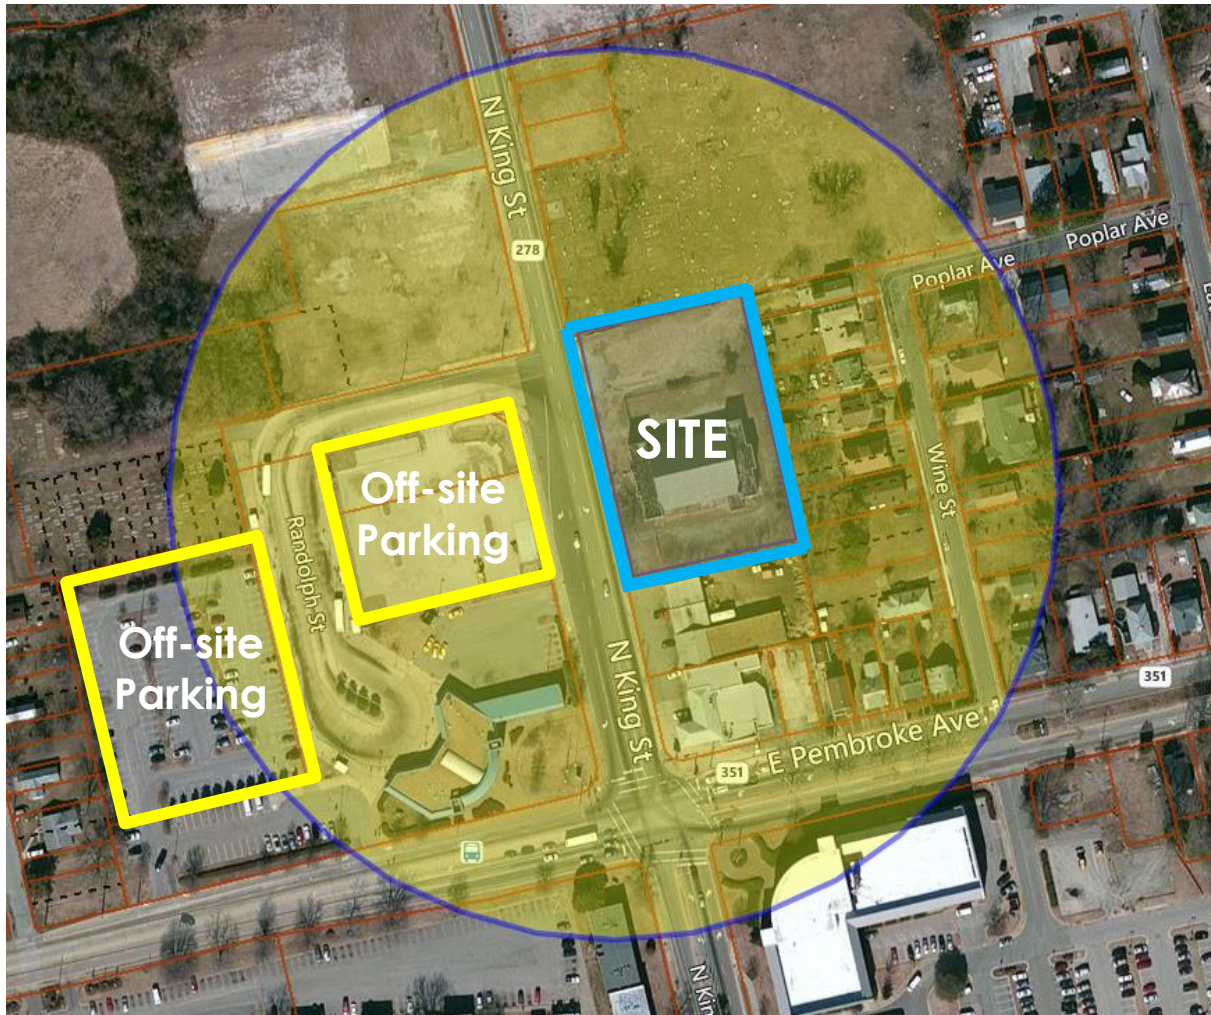 N King St
278
Poplar Ave
Poplar Ave
SITE
Off-site
Parking
Wine St
Randolph St
Off-site
Parking
N King St
351
E Pembroke Ave
351
N Kin